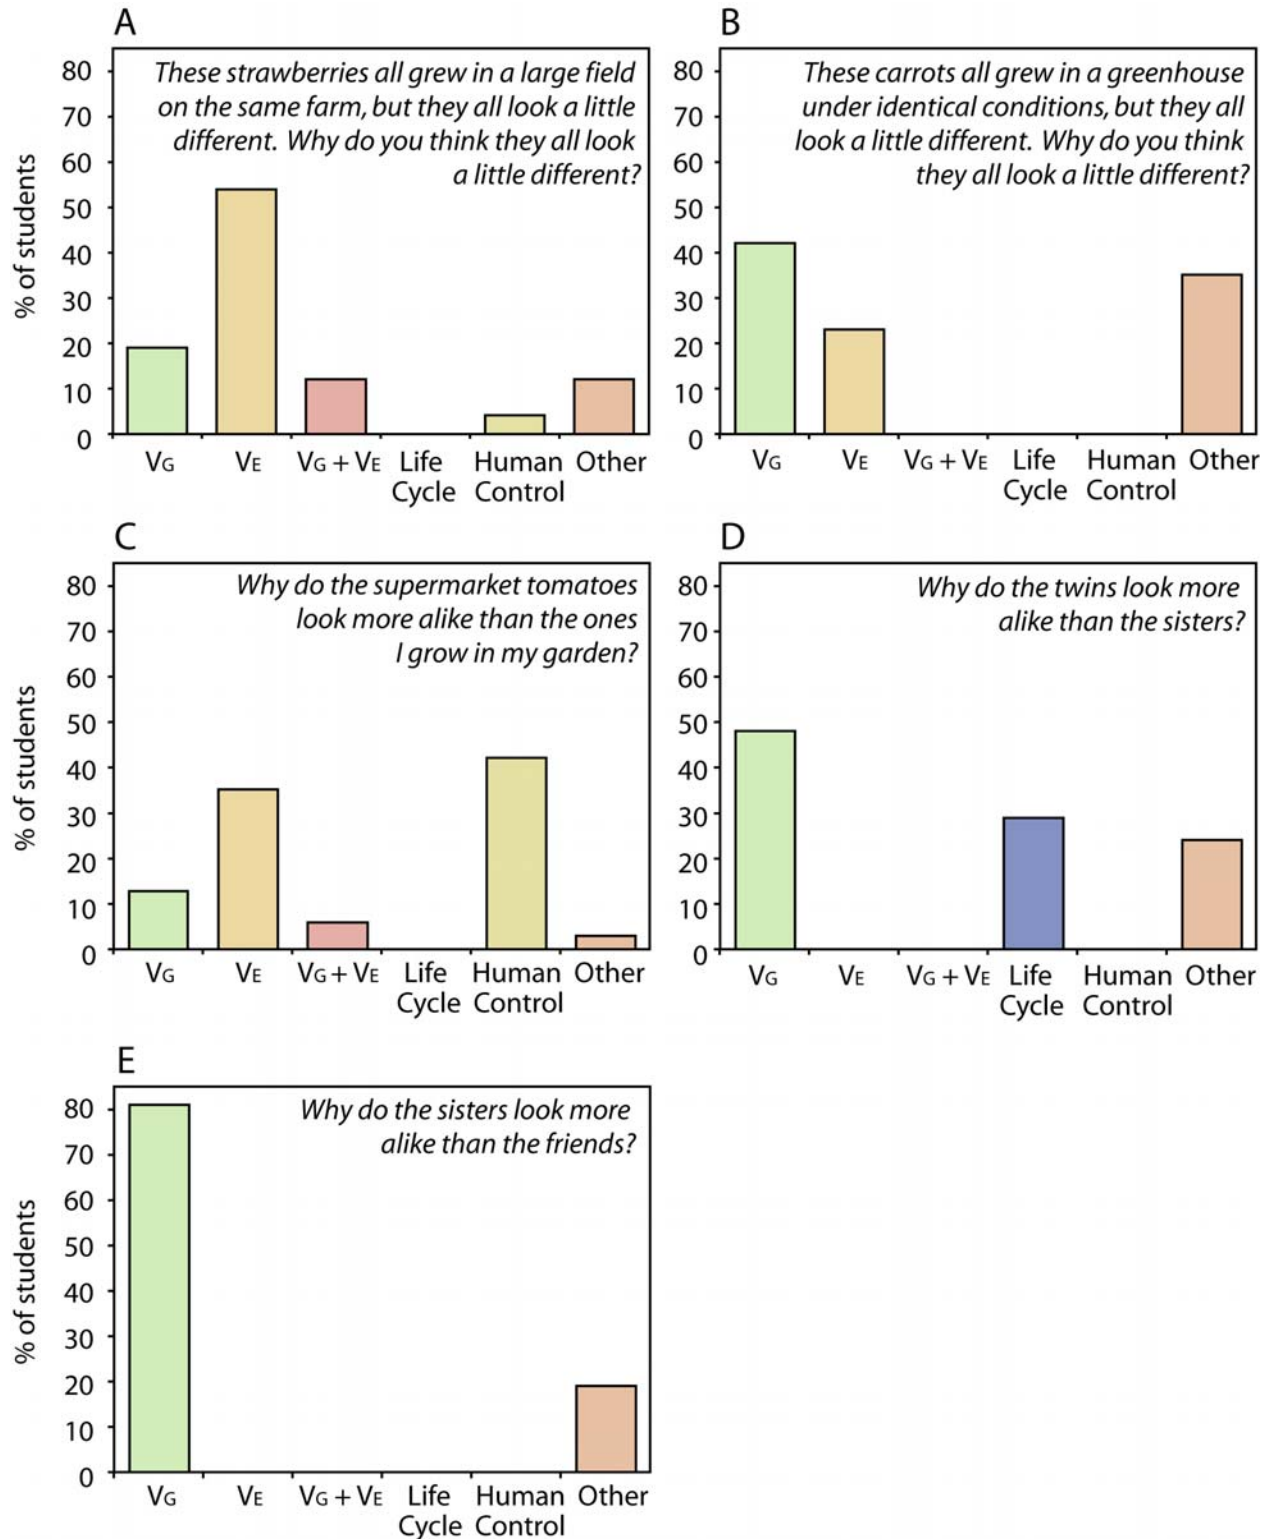 A
% of students
80
70
60
50
40
30
20
10
0
These strawberries all grew in a large field
on the same farm, but they all look a little
different. Why do you think they all look
a little different?
VG VE VG + VE Life Human Other
Cycle Control
B
80
70
60
50
40
30
20
10
0
These carrots all grew in a greenhouse
under identical conditions, but they all
look a little different. Why do you think
they all look a little different?
VG VE VG + VE Life Human Other
Cycle Control
C
% of students
80
70
60
50
40
30
20
10
0
Why do the supermarket tomatoes
look more alike than the ones
I grow in my garden?
VG VE VG + VE Life Human Other
Cycle Control
D
80
70
60
50
40
30
20
10
0
Why do the twins look more
alike than the sisters?
VG VE VG + VE Life Human Other
Cycle Control
E
% of students
80
70
60
50
40
30
20
10
0
Why do the sisters look more
alike than the friends?
VG VE VG + VE Life Human Other
Cycle Control